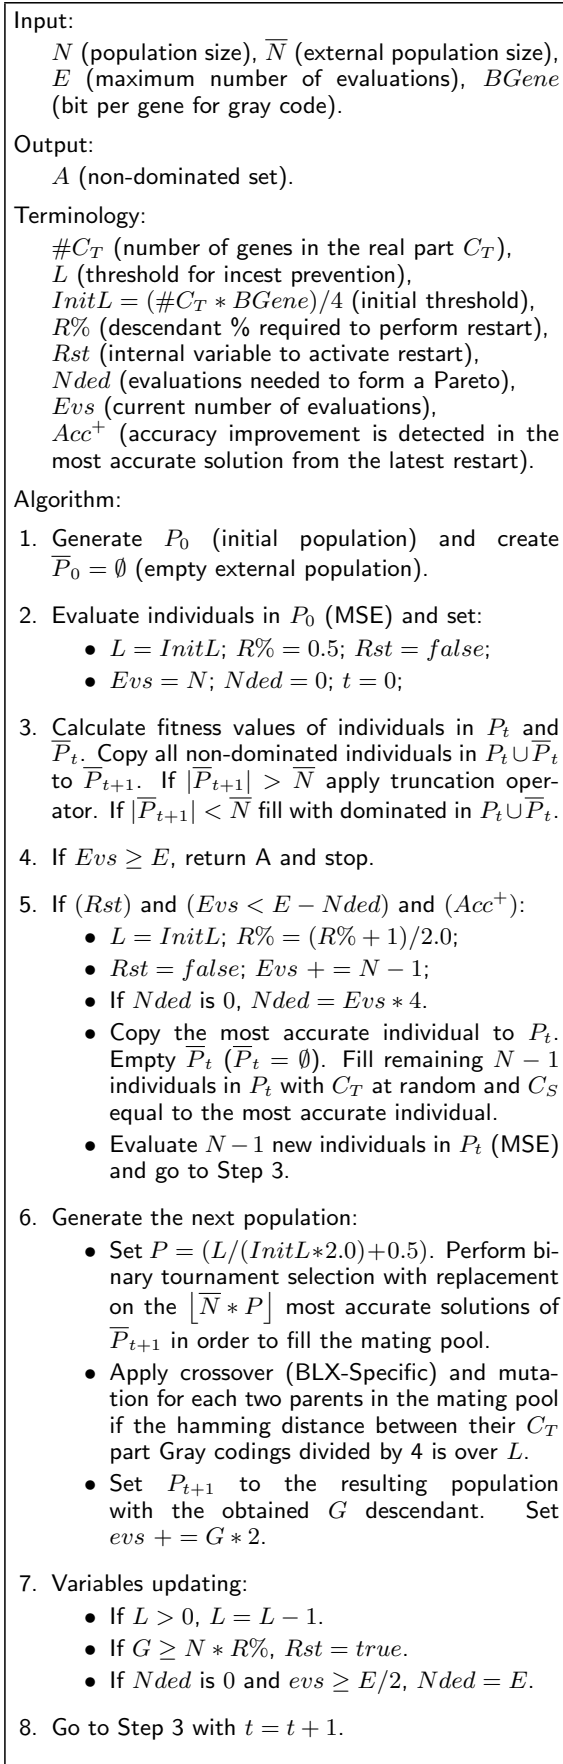 Input:
N (population size), N̅ (external population size),
E (maximum number of evaluations), BGene
(bit per gene for gray code).
Output:
A (non-dominated set).
Terminology:
#C_T (number of genes in the real part C_T),
L (threshold for incest prevention),
InitL = (#C_T * BGene)/4 (initial threshold),
R% (descendant % required to perform restart),
Rst (internal variable to activate restart),
Nded (evaluations needed to form a Pareto),
Evs (current number of evaluations),
Acc⁺ (accuracy improvement is detected in the
most accurate solution from the latest restart).
Algorithm:
1. Generate P_0 (initial population) and create
P̅_0 = ∅ (empty external population).
2. Evaluate individuals in P_0 (MSE) and set:
• L = InitL; R% = 0.5; Rst = false;
• Evs = N; Nded = 0; t = 0;
3. Calculate fitness values of individuals in P_t and
P̅_t. Copy all non-dominated individuals in P_t ∪ P̅_t
to P̅_{t+1}. If |P̅_{t+1}| > N̅ apply truncation oper-
ator. If |P̅_{t+1}| < N̅ fill with dominated in P_t ∪ P̅_t.
4. If Evs ≥ E, return A and stop.
5. If (Rst) and (Evs < E − Nded) and (Acc⁺):
• L = InitL; R% = (R% + 1)/2.0;
• Rst = false; Evs + = N − 1;
• If Nded is 0, Nded = Evs * 4.
• Copy the most accurate individual to P_t.
Empty P̅_t (P̅_t = ∅). Fill remaining N − 1
individuals in P_t with C_T at random and C_S
equal to the most accurate individual.
• Evaluate N − 1 new individuals in P_t (MSE)
and go to Step 3.
6. Generate the next population:
• Set P = (L/(InitL*2.0)+0.5). Perform bi-
nary tournament selection with replacement
on the ⌊N̅ * P⌋ most accurate solutions of
P̅_{t+1} in order to fill the mating pool.
• Apply crossover (BLX-Specific) and muta-
tion for each two parents in the mating pool
if the hamming distance between their C_T
part Gray codings divided by 4 is over L.
• Set P_{t+1} to the resulting population
with the obtained G descendant. Set
evs + = G * 2.
7. Variables updating:
• If L > 0, L = L − 1.
• If G ≥ N * R%, Rst = true.
• If Nded is 0 and evs ≥ E/2, Nded = E.
8. Go to Step 3 with t = t + 1.